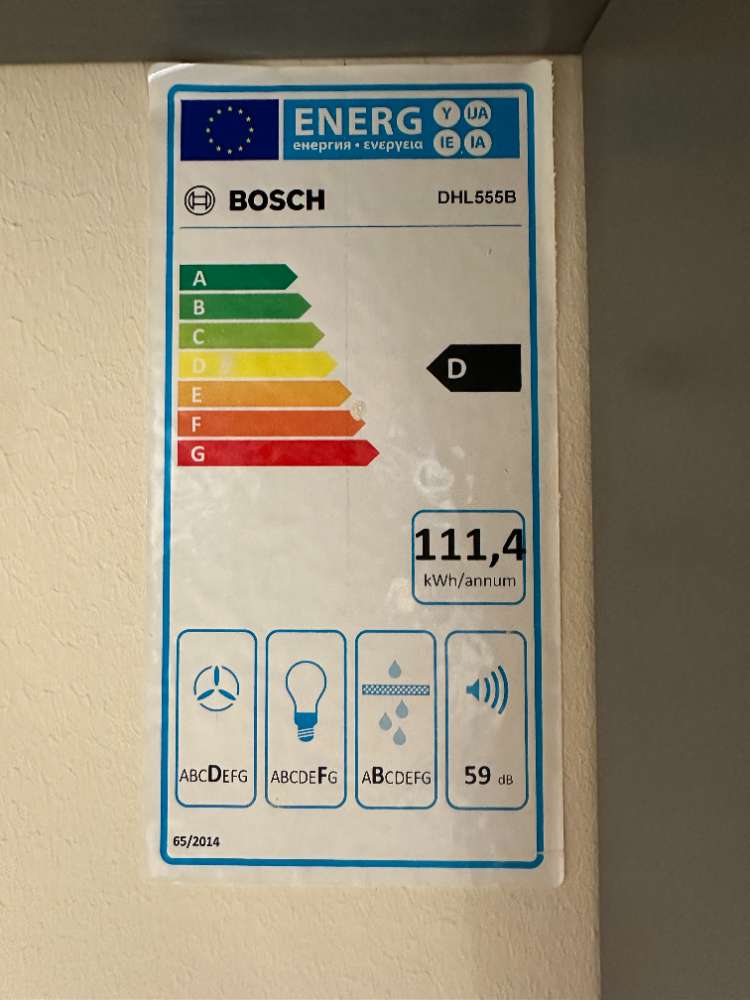 ENERG Y IJA
енергия · ενεργεια IE IA
BOSCH DHL555B
A
B
C
D D
E
F
G
111,4
kWh/annum
ABCDEFG ABCDEFG ABCDEFG 59 dB
65/2014